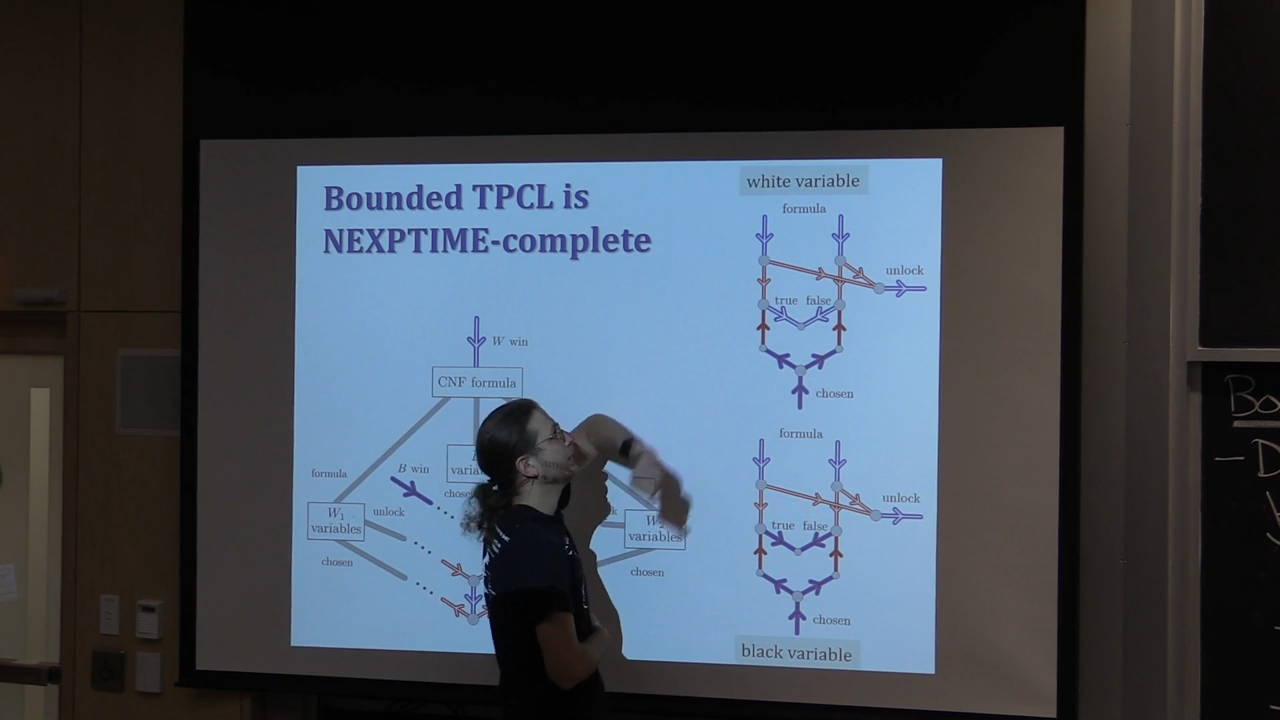 Bounded TPCL is
NEXPTIME-complete
W win
CNF formula
formula
B win
W₁
variables
unlock
chosen
chosen
variables
chosen
white variable
formula
unlock
true false
chosen
formula
unlock
true false
chosen
black variable